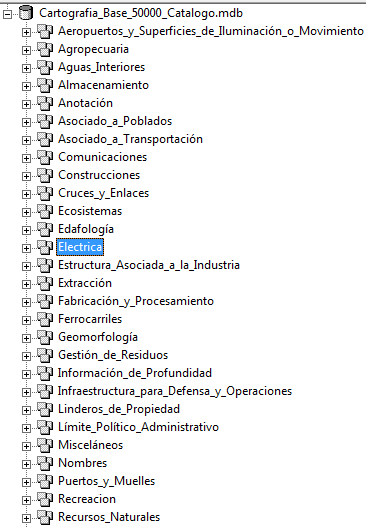 Cartografia_Base_50000_Catalogo.mdb
Aeropuertos_y_Superficies_de_Iluminación_o_Movimiento
Agropecuaria
Aguas_Interiores
Almacenamiento
Anotación
Asociado_a_Poblados
Asociado_a_Transportación
Comunicaciones
Construcciones
Cruces_y_Enlaces
Ecosistemas
Edafología
Electrica
Estructura_Asociada_a_la_Industria
Extracción
Fabricación_y_Procesamiento
Ferrocarriles
Geomorfología
Gestión_de_Residuos
Información_de_Profundidad
Infraestructura_para_Defensa_y_Operaciones
Linderos_de_Propiedad
Límite_Político_Administrativo
Misceláneos
Nombres
Puertos_y_Muelles
Recreacion
Recursos_Naturales